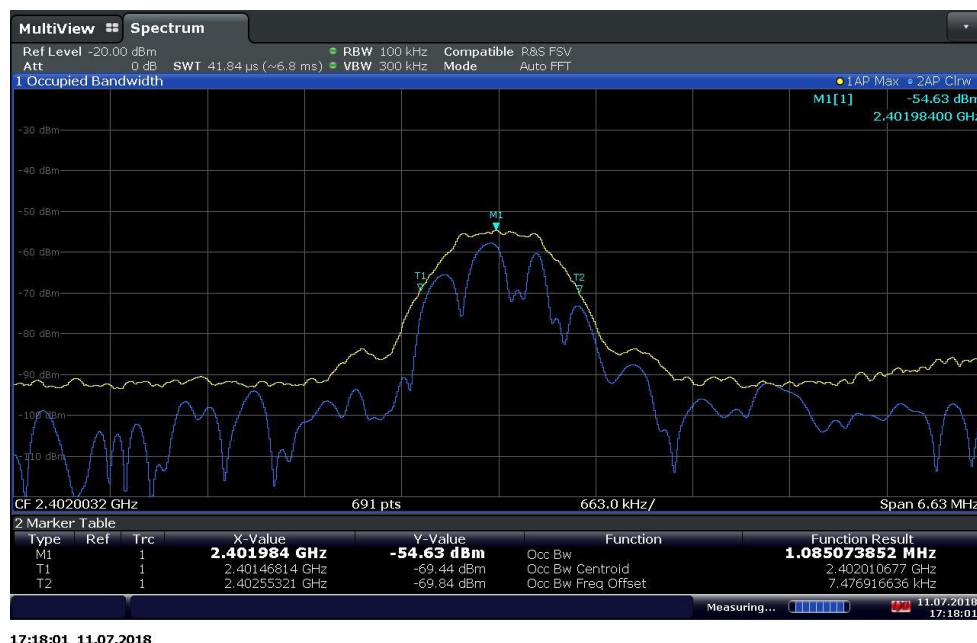 MultiView Spectrum
Ref Level -20.00 dBm RBW 100 kHz Compatible R&S FSV
Att 0 dB SWT 41.84 µs (~6.8 ms) VBW 300 kHz Mode Auto FFT
1 Occupied Bandwidth 1AP Max 2AP Clrw
M1[1] -54.63 dBm
2.40198400 GHz
-30 dBm
-40 dBm
-50 dBm
M1
-60 dBm
T1 T2
-70 dBm
-80 dBm
-90 dBm
-100 dBm
-110 dBm
CF 2.4020032 GHz 691 pts 663.0 kHz/ Span 6.63 MHz
2 Marker Table
Type Ref Trc X-Value Y-Value Function Function Result
M1 1 2.401984 GHz -54.63 dBm Occ Bw 1.085073852 MHz
T1 1 2.40146814 GHz -69.44 dBm Occ Bw Centroid 2.402010677 GHz
T2 1 2.40255321 GHz -69.84 dBm Occ Bw Freq Offset 7.476916636 kHz
Measuring... 11.07.2018
17:18:01
17:18:01 11.07.2018